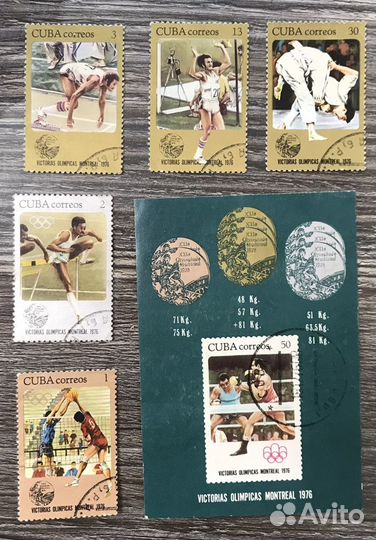 CUBA correos 3
VICTORIAS OLIMPICAS MONTREAL 1976
CUBA correos 13
VICTORIAS OLIMPICAS MONTREAL 1976
CUBA correos 30
VICTORIAS OLIMPICAS MONTREAL 1976
CUBA correos 2
VICTORIAS OLIMPICAS MONTREAL 1976
CUBA correos 1
VICTORIAS OLIMPICAS MONTREAL 1976
71 Kg.
75 Kg.
48 Kg.
57 Kg.
+81 Kg.
51 Kg.
63.5 Kg.
81 Kg.
CUBA correos 50
VICTORIAS OLIMPICAS MONTREAL 1976
VICTORIAS OLIMPICAS MONTREAL 1976
Avito